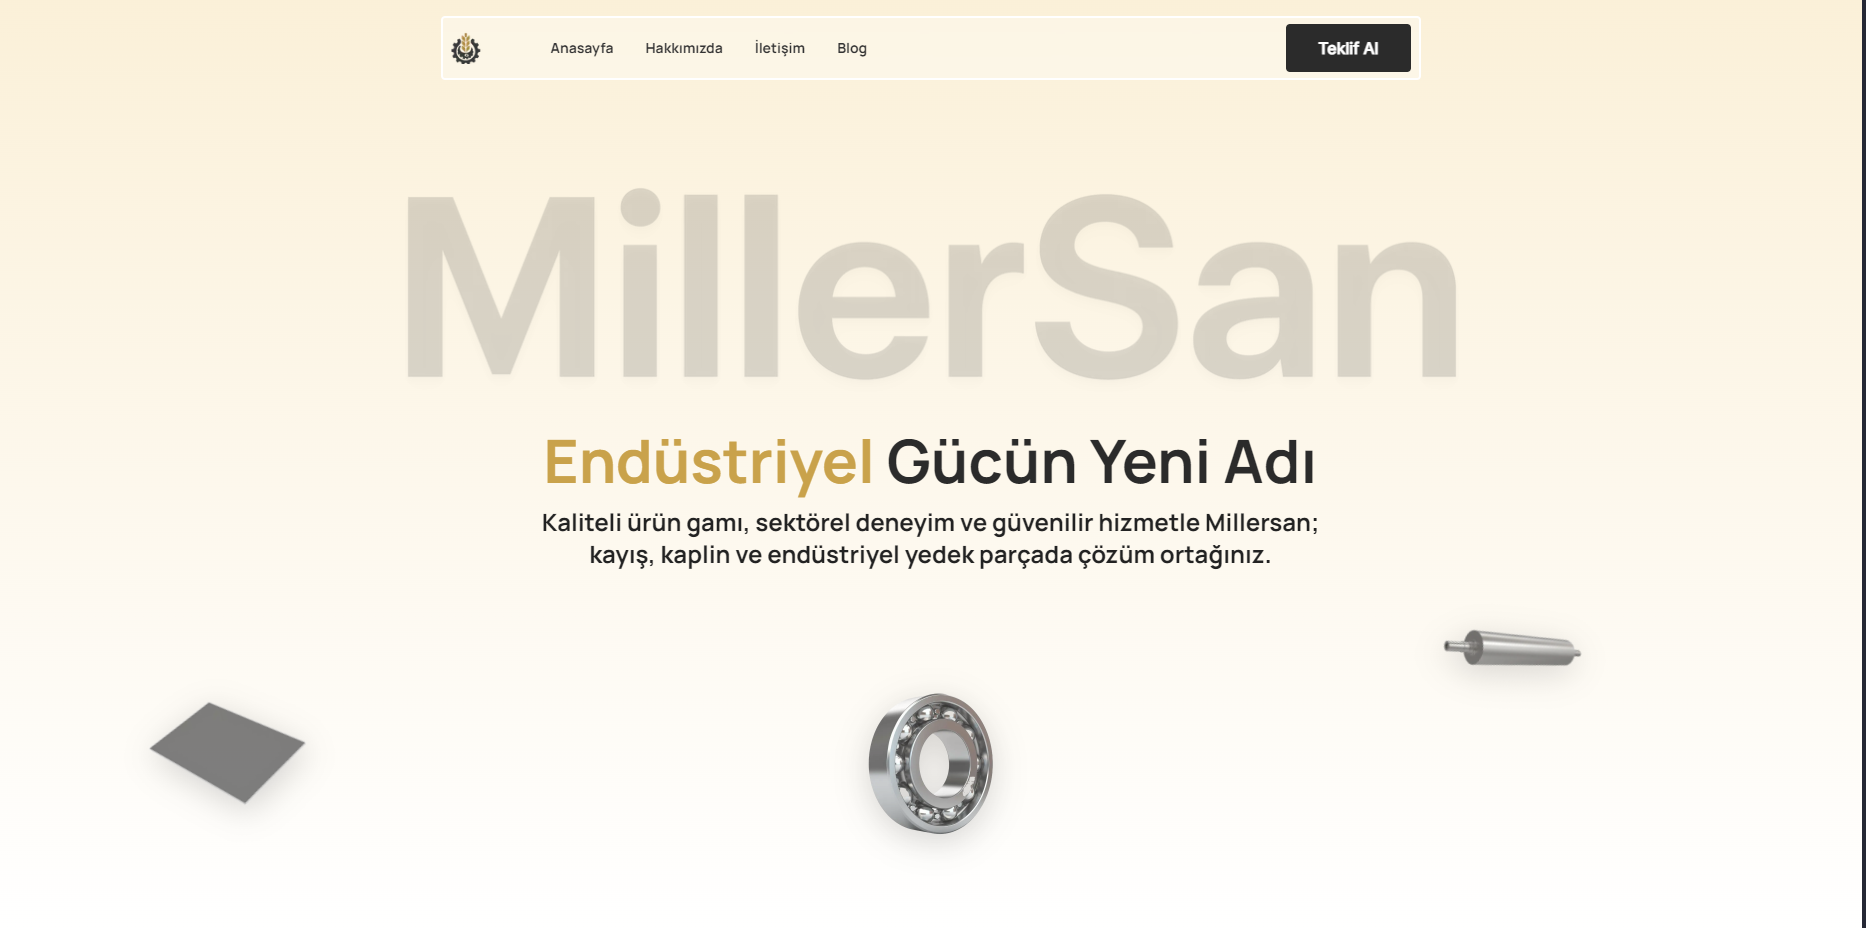 Anasayfa
Hakkımızda
İletişim
Blog
Teklif Al
MillerSan
Endüstriyel Gücün Yeni Adı
Kaliteli ürün gamı, sektörel deneyim ve güvenilir hizmetle Millersan;
kayış, kaplin ve endüstriyel yedek parçada çözüm ortağınız.